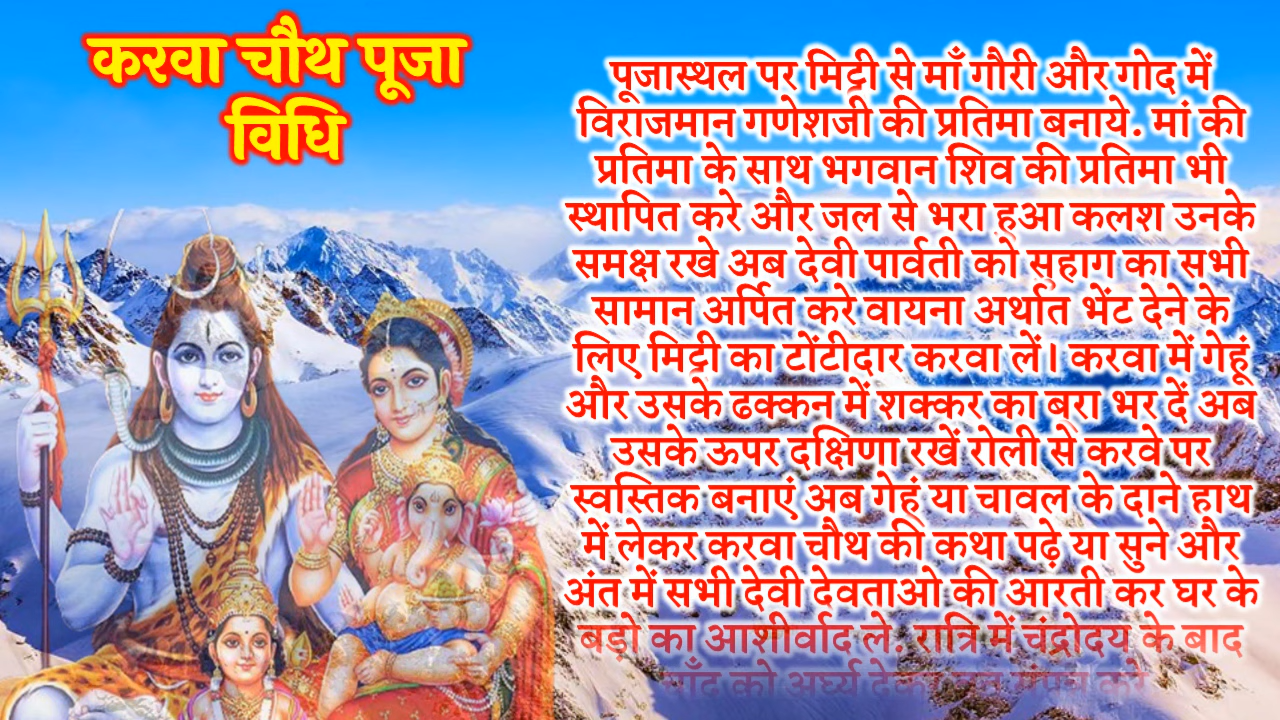 करवा चौथ पूजा
विधि
पूजास्थल पर मिट्टी से माँ गौरी और गोद में
विराजमान गणेशजी की प्रतिमा बनाये. मां की
प्रतिमा के साथ भगवान शिव की प्रतिमा भी
स्थापित करे और जल से भरा हुआ कलश उनके
समक्ष रखे अब देवी पार्वती को सुहाग का सभी
सामान अर्पित करे वायना अर्थात भेंट देने के
लिए मिट्टी का टोंटीदार करवा लें। करवा में गेहूं
और उसके ढक्कन में शक्कर का बूरा भर दें अब
उसके ऊपर दक्षिणा रखें रोली से करवे पर
स्वस्तिक बनाएं अब गेहूं या चावल के दाने हाथ
में लेकर करवा चौथ की कथा पढ़े या सुने और
अंत में सभी देवी देवताओ की आरती कर घर के
बड़ो का आशीर्वाद ले. रात्रि में चंद्रोदय के बाद
चाँद को अर्घ्य देकर